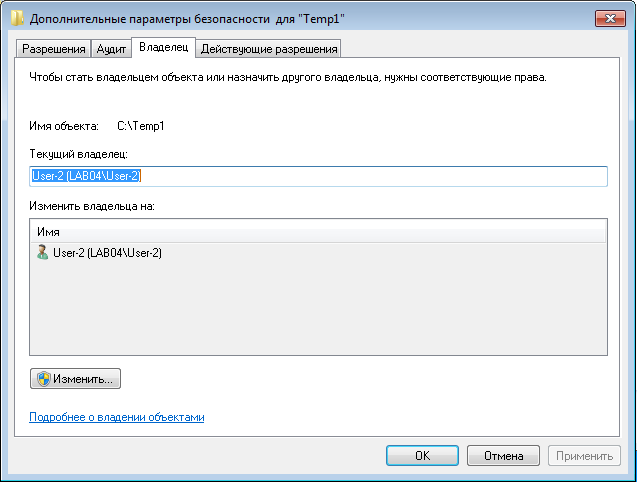 Дополнительные параметры безопасности для "Temp1"
Разрешения Аудит Владелец Действующие разрешения
Чтобы стать владельцем объекта или назначить другого владельца, нужны соответствующие права.
Имя объекта: C:\Temp1
Текущий владелец:
User-2 (LAB04\User-2)
Изменить владельца на:
Имя
User-2 (LAB04\User-2)
Изменить...
Подробнее о владении объектами
ОК Отмена Применить